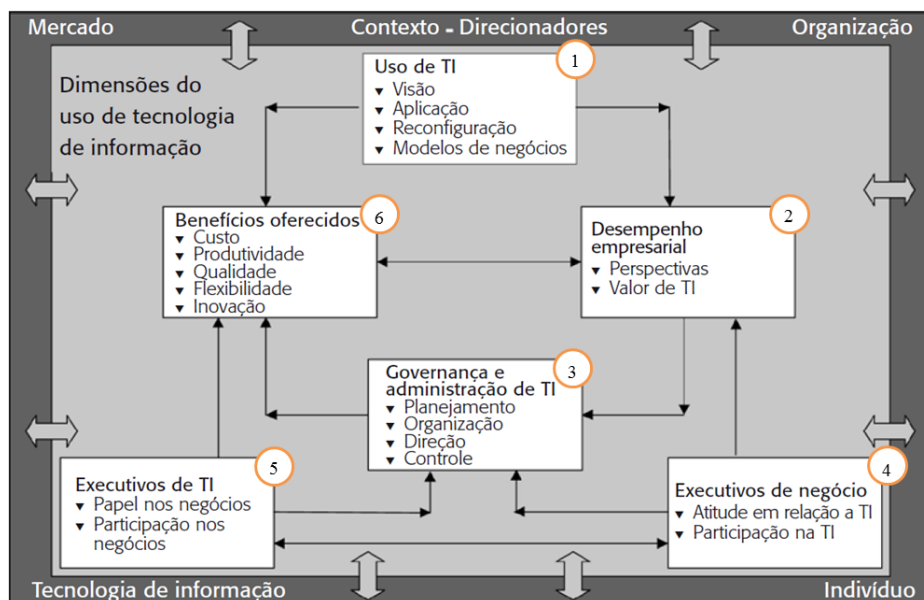 Mercado
Contexto - Direcionadores
Organização
Dimensões do
uso de tecnologia
de informação
Uso de TI
1
▼ Visão
▼ Aplicação
▼ Reconfiguração
▼ Modelos de negócios
Benefícios oferecidos
6
▼ Custo
▼ Produtividade
▼ Qualidade
▼ Flexibilidade
▼ Inovação
Desempenho
empresarial
2
▼ Perspectivas
▼ Valor de TI
Governança e
administração de TI
3
▼ Planejamento
▼ Organização
▼ Direção
▼ Controle
Executivos de TI
5
▼ Papel nos negócios
▼ Participação nos
negócios
Executivos de negócio
4
▼ Atitude em relação a TI
▼ Participação na TI
Tecnologia de informação
Indivíduo